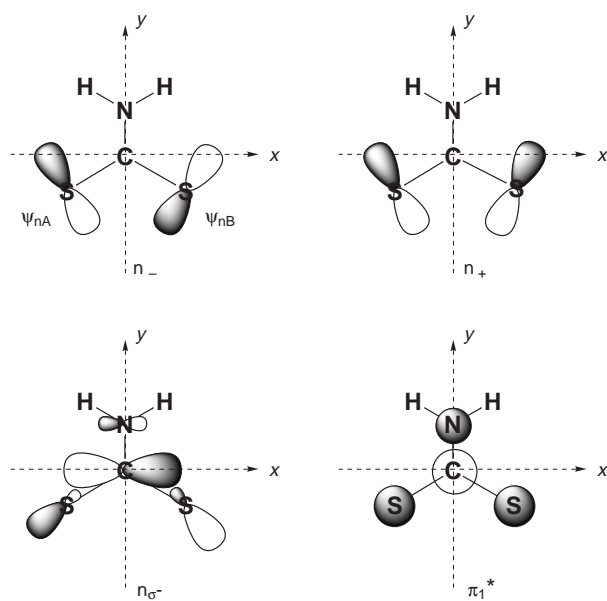 y y
H H H H
N N
C x C x
S S S S
ψnA ψnB
n − n +
y y
H H H H
N N
C x C x
S S S S
nσ- π1*